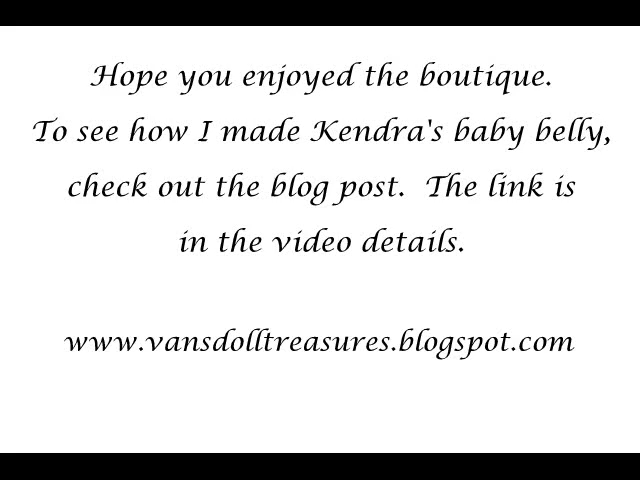 Hope you enjoyed the boutique.
To see how I made Kendra's baby belly,
check out the blog post.  The link is
in the video details.
www.vansdolltreasures.blogspot.com